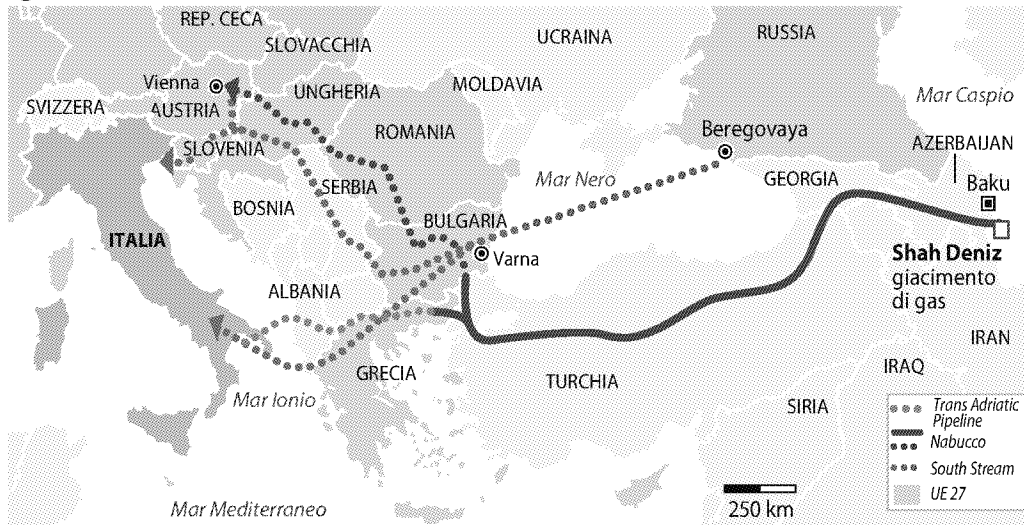 REP. CECA
SLOVACCHIA
UCRAINA
RUSSIA
Vienna
UNGHERIA
MOLDAVIA
Mar Caspio
SVIZZERA
AUSTRIA
ROMANIA
Beregovaya
AZERBAIJAN
SLOVENIA
SERBIA
Mar Nero
GEORGIA
Baku
BOSNIA
BULGARIA
ITALIA
Varna
Shah Deniz
giacimento
di gas
ALBANIA
IRAN
GRECIA
TURCHIA
IRAQ
Mar Ionio
SIRIA
Trans Adriatic
Pipeline
Nabucco
South Stream
UE 27
Mar Mediterraneo
250 km